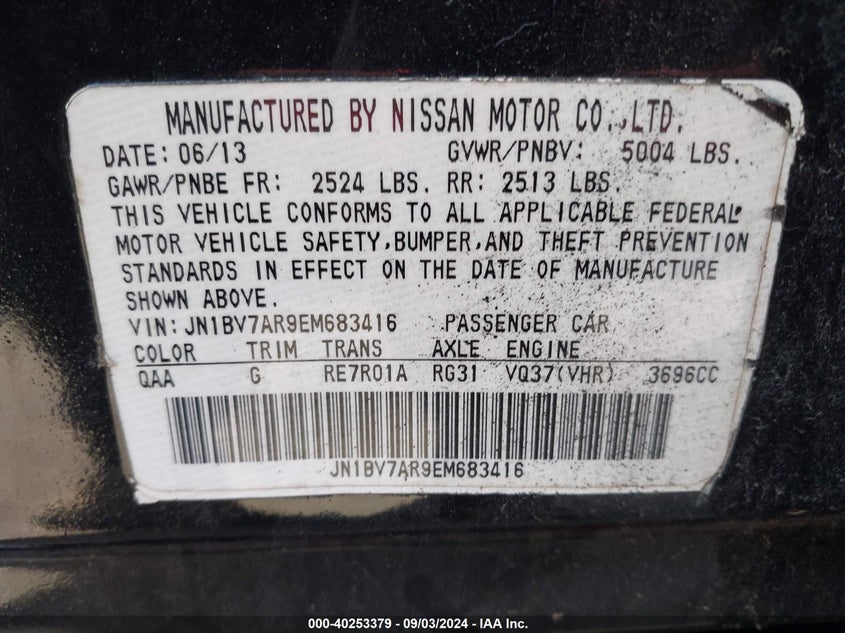 MANUFACTURED BY NISSAN MOTOR CO.,LTD.
DATE: 06/13 GVWR/PNBV: 5004 LBS.
GAWR/PNBE FR: 2524 LBS. RR: 2513 LBS.
THIS VEHICLE CONFORMS TO ALL APPLICABLE FEDERAL
MOTOR VEHICLE SAFETY,BUMPER,AND THEFT PREVENTION
STANDARDS IN EFFECT ON THE DATE OF MANUFACTURE
SHOWN ABOVE.
VIN: JN1BV7AR9EM683416 PASSENGER CAR
COLOR TRIM TRANS AXLE ENGINE
QAA G RE7R01A RG31 VQ37(VHR) 3696CC
JN1BV7AR9EM683416
000-40253379 - 09/03/2024 - IAA Inc.